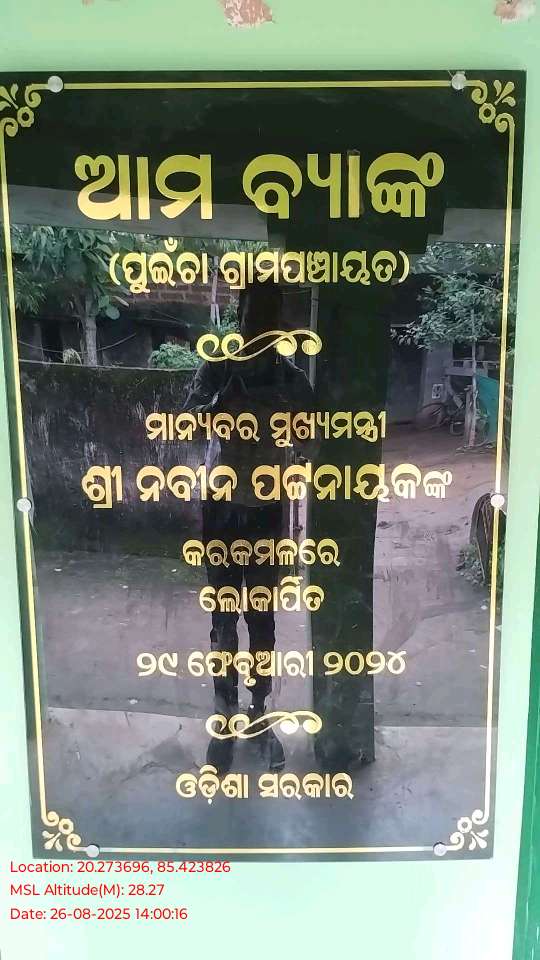 ଆମ ବ୍ୟାଙ୍କ
(ପୁଇଁଚା ଗ୍ରାମପଞ୍ଚାୟତ)
ମାନ୍ୟବର ମୁଖ୍ୟମନ୍ତ୍ରୀ
ଶ୍ରୀ ନବୀନ ପଟ୍ଟନାୟକଙ୍କ
କରକମଳରେ
ଲୋକାର୍ପିତ
୨୯ ଫେବୃଆରୀ ୨୦୨୪
ଓଡ଼ିଶା ସରକାର
Location: 20.273696, 85.423826
MSL Altitude(M): 28.27
Date: 26-08-2025 14:00:16